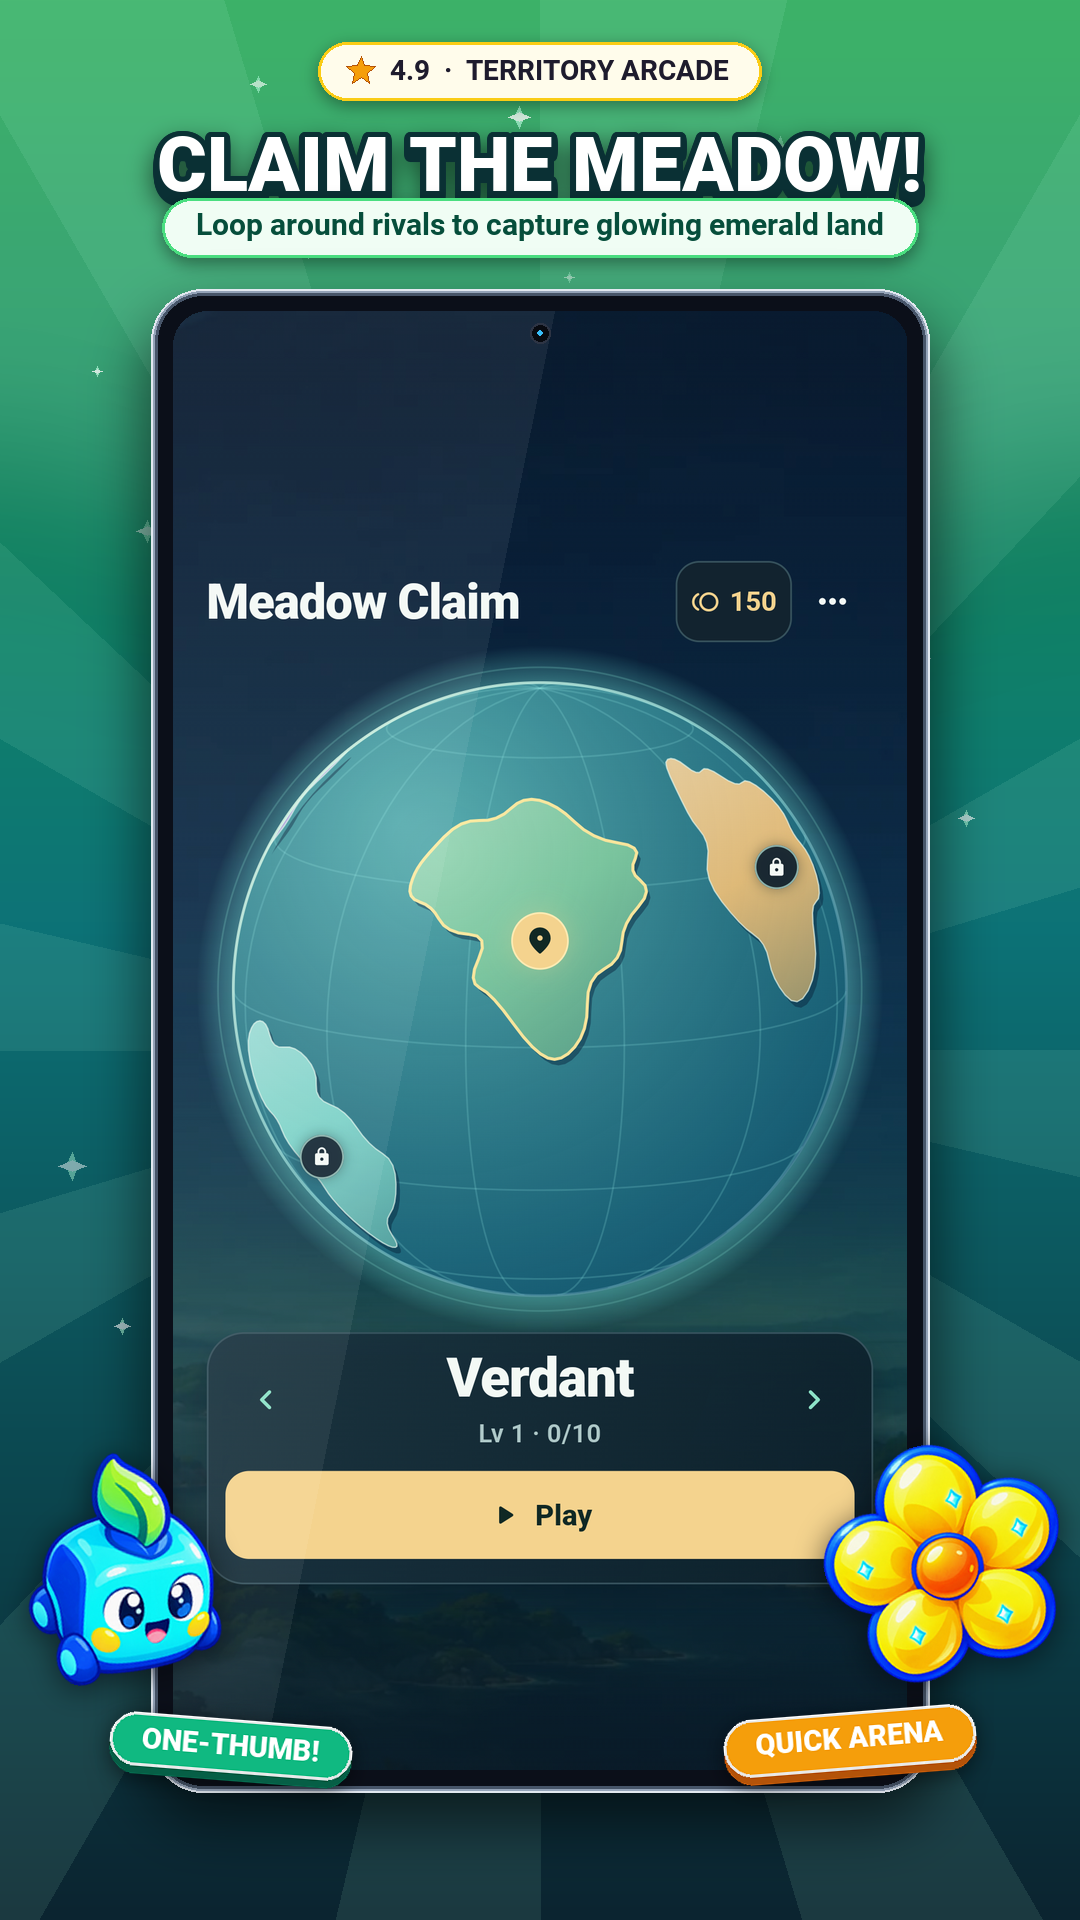 4.9 · TERRITORY ARCADE
CLAIM THE MEADOW!
Loop around rivals to capture glowing emerald land
Meadow Claim
150
Verdant
Lv 1 · 0/10
Play
ONE-THUMB!
QUICK ARENA